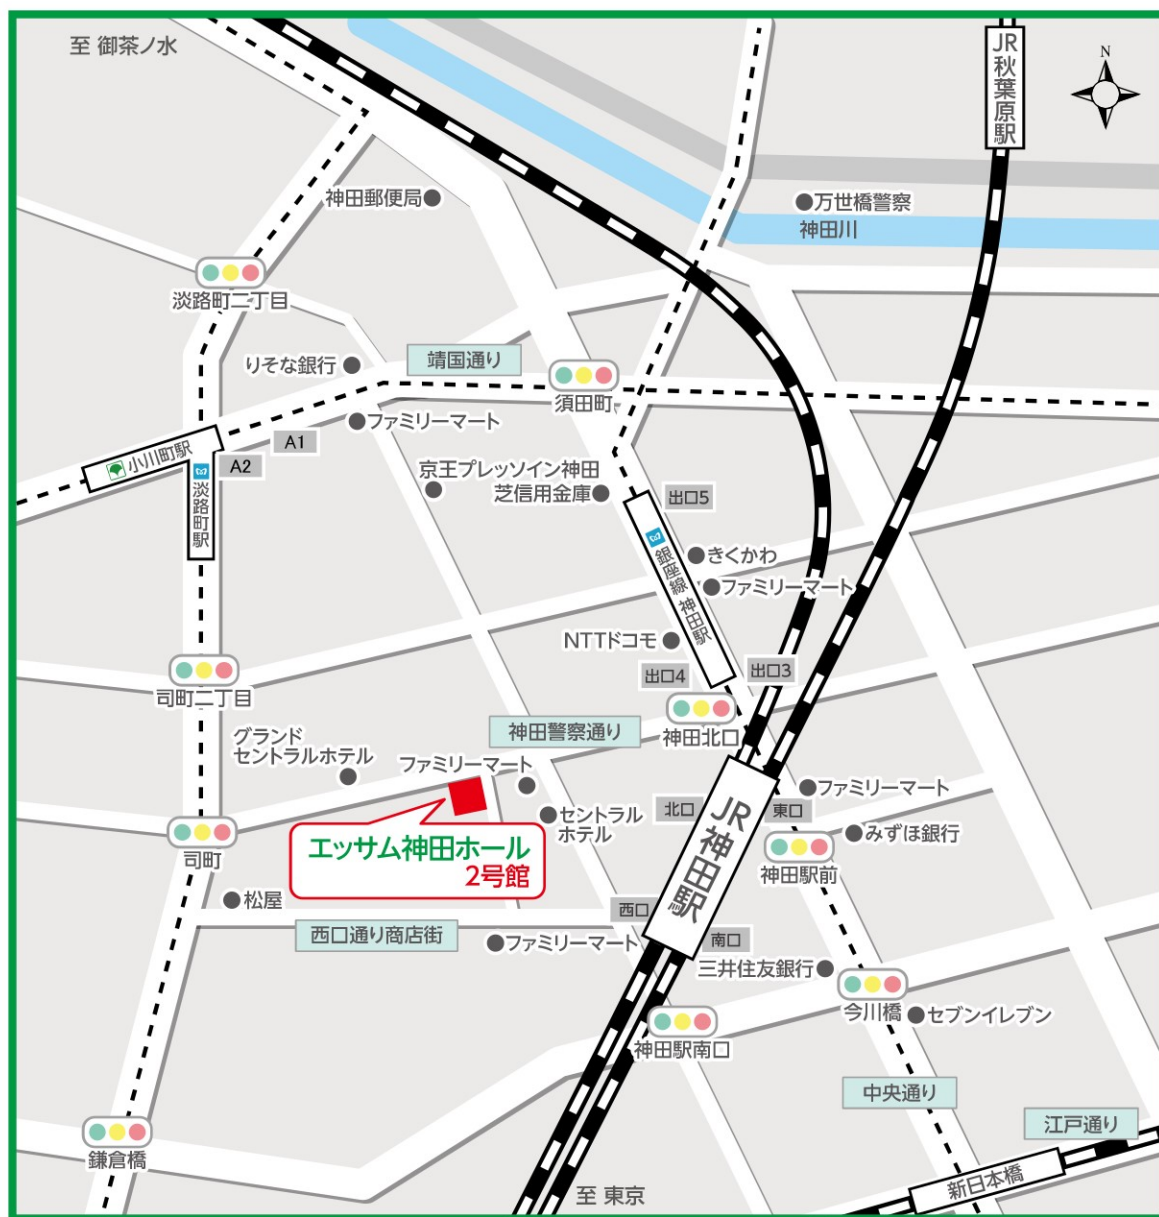 至 御茶ノ水
JR秋葉原駅
N
神田郵便局
万世橋警察
神田川
淡路町二丁目
りそな銀行
靖国通り
須田町
ファミリーマート
A1
小川町駅
A2
淡路町駅
京王プレッソイン神田
芝信用金庫
出口5
きくかわ
ファミリーマート
銀座線 神田駅
NTTドコモ
出口4
出口3
司町二丁目
神田警察通り
神田北口
グランド
セントラルホテル
ファミリーマート
セントラル
ホテル
北口
JR神田駅
東口
ファミリーマート
みずほ銀行
神田駅前
司町
エッサム神田ホール
2号館
松屋
西口
西口通り商店街
ファミリーマート
南口
三井住友銀行
今川橋
セブンイレブン
神田駅南口
中央通り
江戸通り
鎌倉橋
新日本橋
至 東京